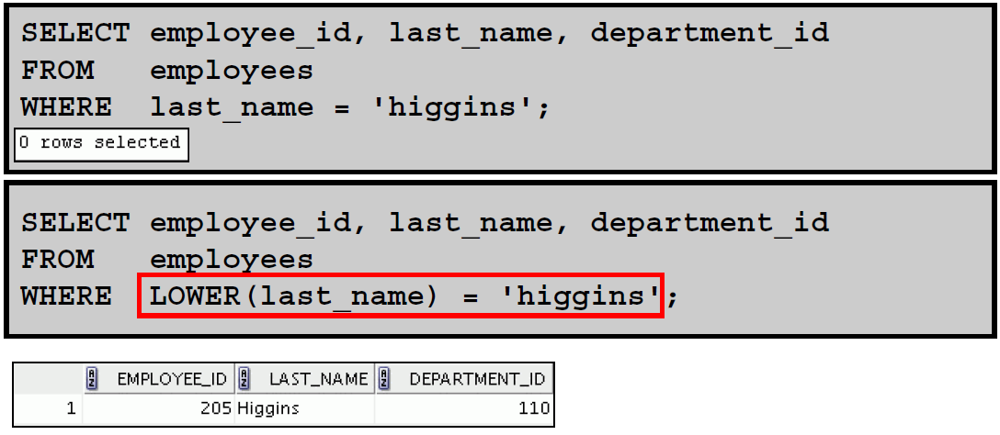 SELECT employee_id, last_name, department_id
FROM employees
WHERE last_name = 'higgins';
0 rows selected
SELECT employee_id, last_name, department_id
FROM employees
WHERE LOWER(last_name) = 'higgins';
EMPLOYEE_ID LAST_NAME DEPARTMENT_ID
1 205 Higgins 110